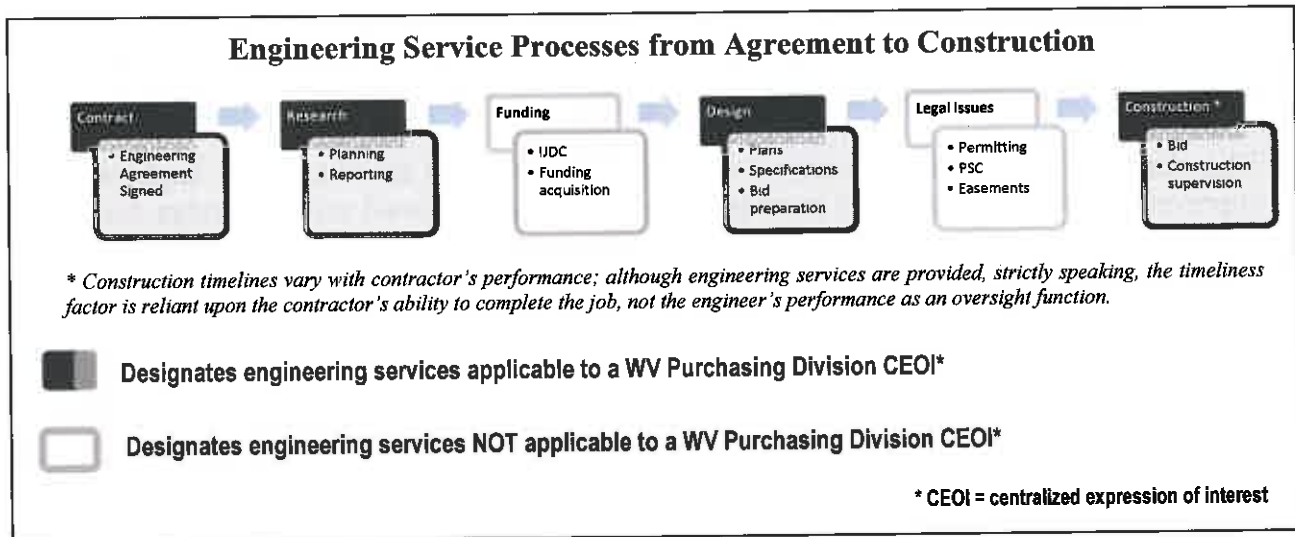 Engineering Service Processes from Agreement to Construction
Contract
• Engineering
Agreement
Signed
Research
• Planning
• Reporting
Funding
• IJDC
• Funding
acquisition
Design
• Plans
• Specifications
• Bid
preparation
Legal Issues
• Permitting
• PSC
• Easements
Construction *
• Bid
• Construction
supervision
* Construction timelines vary with contractor's performance; although engineering services are provided, strictly speaking, the timeliness
factor is reliant upon the contractor's ability to complete the job, not the engineer's performance as an oversight function.
Designates engineering services applicable to a WV Purchasing Division CEOI*
Designates engineering services NOT applicable to a WV Purchasing Division CEOI*
* CEOI = centralized expression of interest